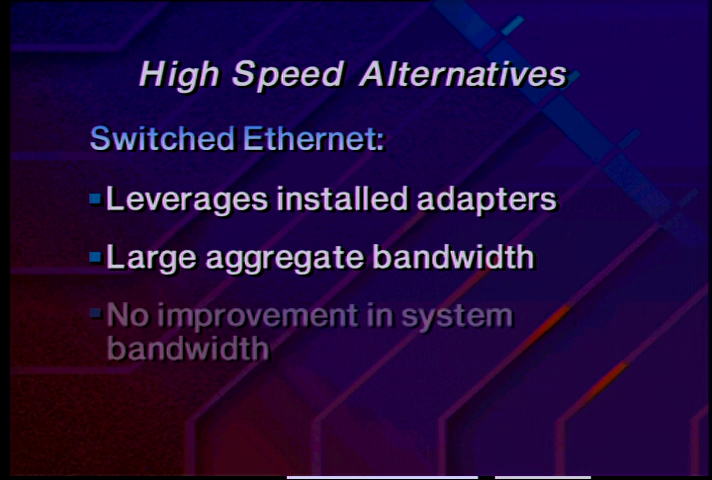 High Speed Alternatives
Switched Ethernet:
Leverages installed adapters
Large aggregate bandwidth
No improvement in system
bandwidth